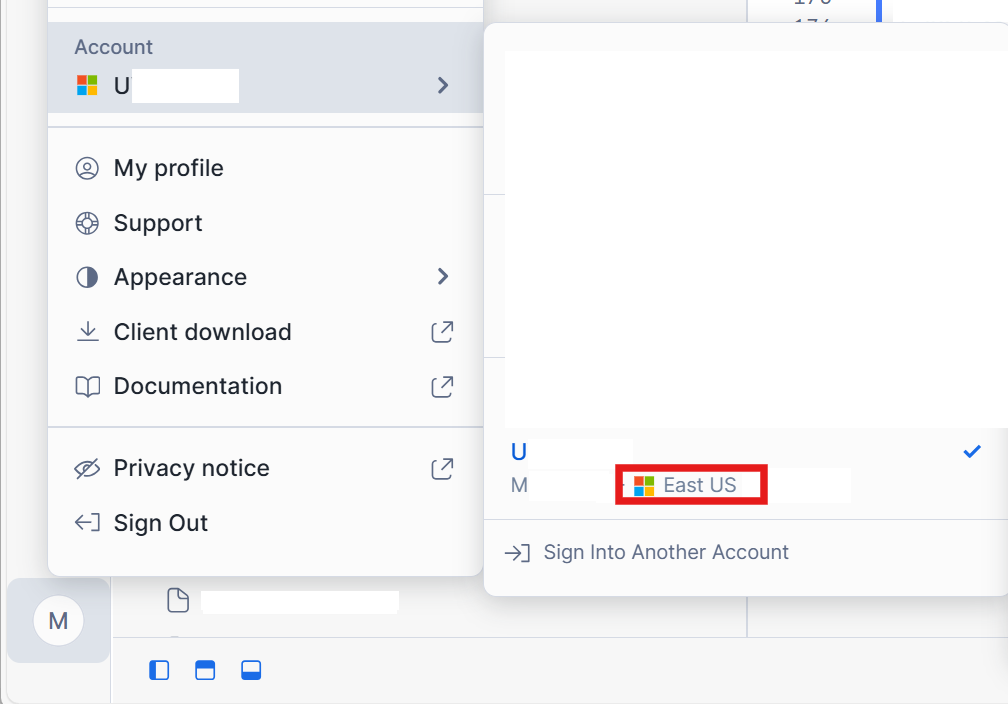 Account
U
My profile
Support
Appearance
Client download
Documentation
Privacy notice
Sign Out
M
U
M
East US
Sign Into Another Account